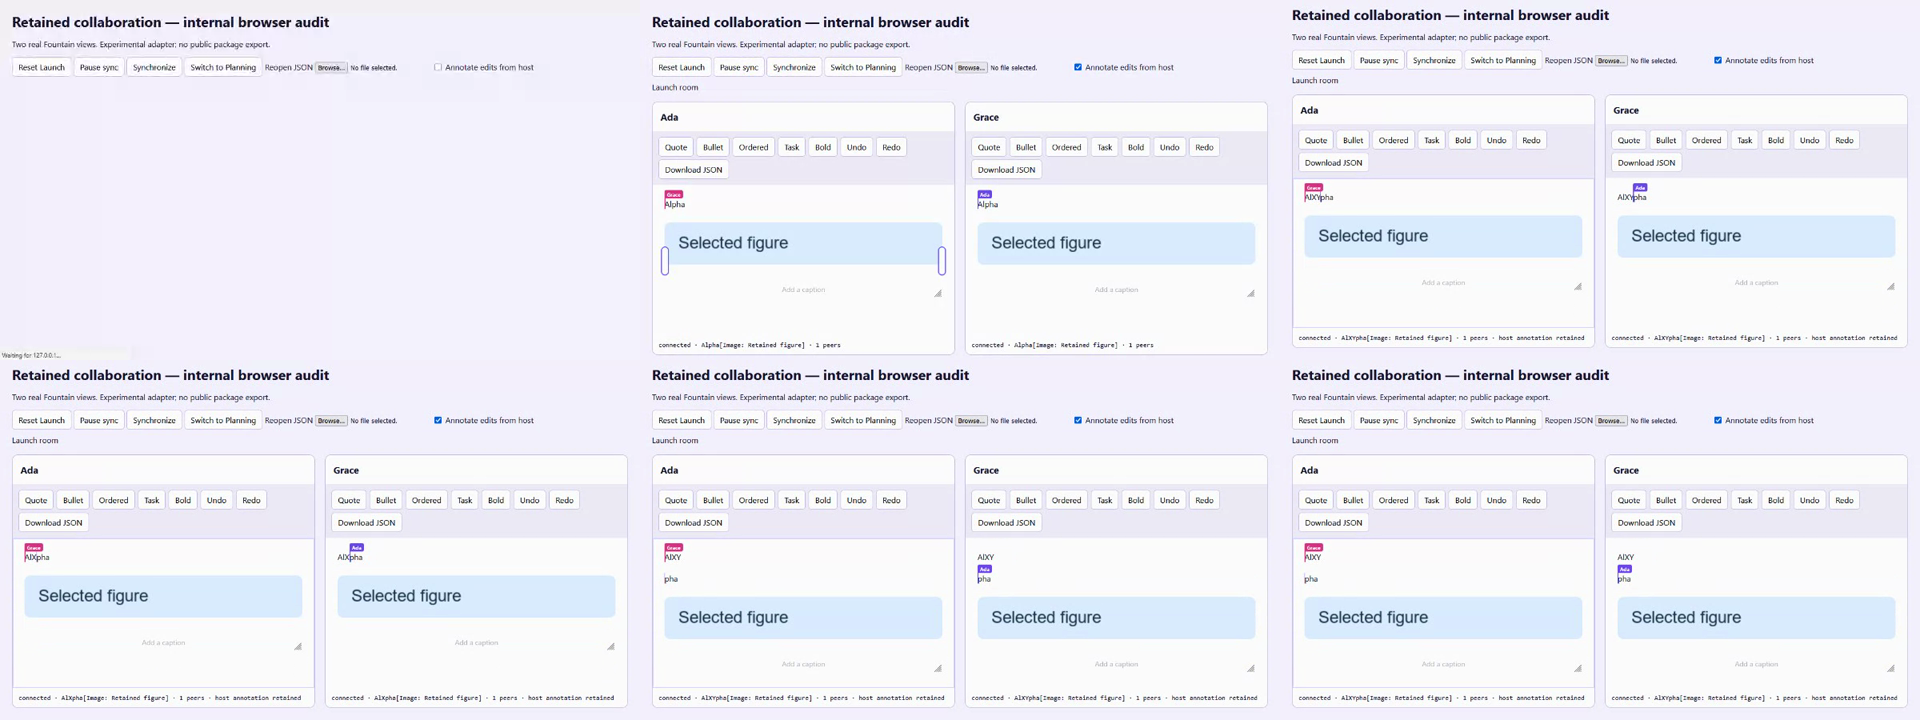 Retained collaboration — internal browser audit
Two real Fountain views. Experimental adapter; no public package export.
Reset Launch Pause sync Synchronize Switch to Planning Reopen JSON Browse... No file selected. Annotate edits from host
Waiting for 127.0.0.1...
Retained collaboration — internal browser audit
Two real Fountain views. Experimental adapter; no public package export.
Reset Launch Pause sync Synchronize Switch to Planning Reopen JSON Browse... No file selected. Annotate edits from host
Launch room
Ada
Quote Bullet Ordered Task Bold Undo Redo
Download JSON
Grace
Alpha
Selected figure
Add a caption
connected · Alpha[Image: Retained figure] · 1 peers
Grace
Quote Bullet Ordered Task Bold Undo Redo
Download JSON
Ada
Alpha
Selected figure
Add a caption
connected · Alpha[Image: Retained figure] · 1 peers
Retained collaboration — internal browser audit
Two real Fountain views. Experimental adapter; no public package export.
Reset Launch Pause sync Synchronize Switch to Planning Reopen JSON Browse... No file selected. Annotate edits from host
Launch room
Ada
Quote Bullet Ordered Task Bold Undo Redo
Download JSON
Grace
AlXYpha
Selected figure
Add a caption
connected · AlXYpha[Image: Retained figure] · 1 peers · host annotation retained
Grace
Quote Bullet Ordered Task Bold Undo Redo
Download JSON
Ada
AlXYpha
Selected figure
Add a caption
connected · AlXYpha[Image: Retained figure] · 1 peers · host annotation retained
Retained collaboration — internal browser audit
Two real Fountain views. Experimental adapter; no public package export.
Reset Launch Pause sync Synchronize Switch to Planning Reopen JSON Browse... No file selected. Annotate edits from host
Launch room
Ada
Quote Bullet Ordered Task Bold Undo Redo
Download JSON
Grace
AlXpha
Selected figure
Add a caption
connected · AlXpha[Image: Retained figure] · 1 peers · host annotation retained
Grace
Quote Bullet Ordered Task Bold Undo Redo
Download JSON
Ada
AlXpha
Selected figure
Add a caption
connected · AlXpha[Image: Retained figure] · 1 peers · host annotation retained
Retained collaboration — internal browser audit
Two real Fountain views. Experimental adapter; no public package export.
Reset Launch Pause sync Synchronize Switch to Planning Reopen JSON Browse... No file selected. Annotate edits from host
Launch room
Ada
Quote Bullet Ordered Task Bold Undo Redo
Download JSON
Grace
AlXY
pha
Selected figure
Add a caption
connected · AlXYpha[Image: Retained figure] · 1 peers · host annotation retained
Grace
Quote Bullet Ordered Task Bold Undo Redo
Download JSON
AlXY
Ada
pha
Selected figure
Add a caption
connected · AlXYpha[Image: Retained figure] · 1 peers · host annotation retained
Retained collaboration — internal browser audit
Two real Fountain views. Experimental adapter; no public package export.
Reset Launch Pause sync Synchronize Switch to Planning Reopen JSON Browse... No file selected. Annotate edits from host
Launch room
Ada
Quote Bullet Ordered Task Bold Undo Redo
Download JSON
Grace
AlXY
pha
Selected figure
Add a caption
connected · AlXYpha[Image: Retained figure] · 1 peers · host annotation retained
Grace
Quote Bullet Ordered Task Bold Undo Redo
Download JSON
AlXY
Ada
pha
Selected figure
Add a caption
connected · AlXYpha[Image: Retained figure] · 1 peers · host annotation retained